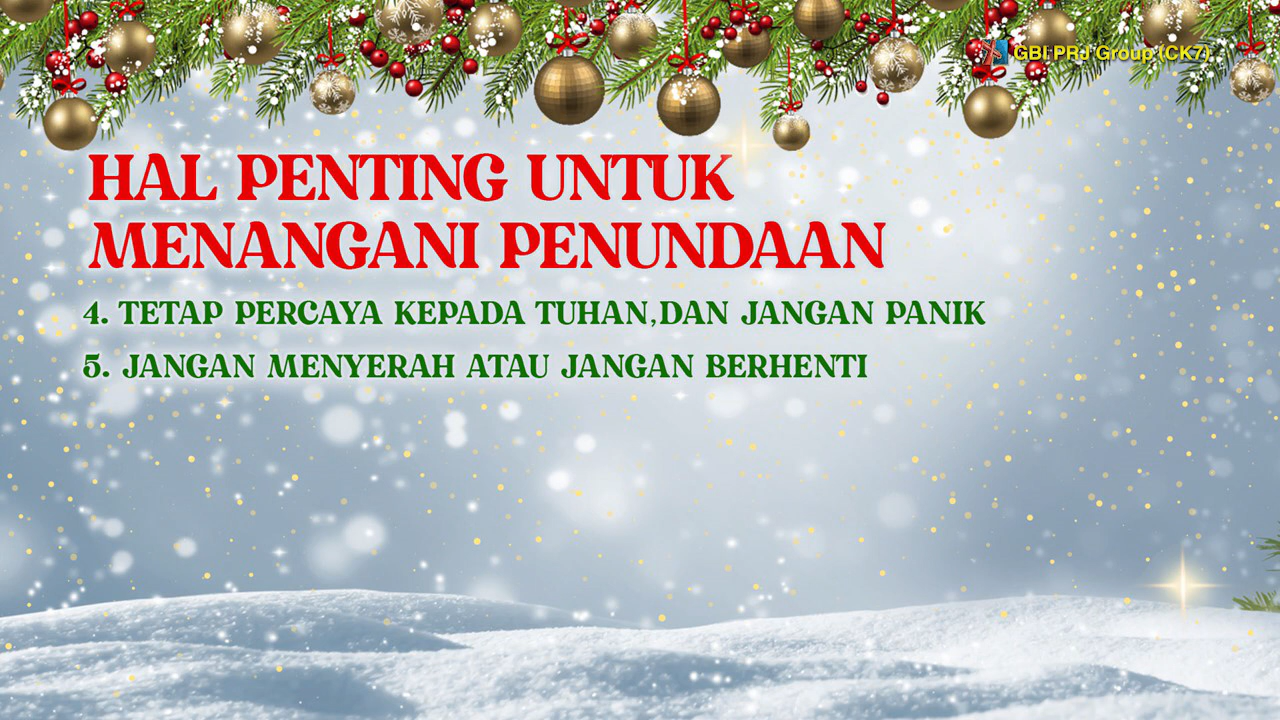 GBI PRJ Group (CK7)
HAL PENTING UNTUK
MENANGANI PENUNDAAN
4. TETAP PERCAYA KEPADA TUHAN,DAN JANGAN PANIK
5. JANGAN MENYERAH ATAU JANGAN BERHENTI